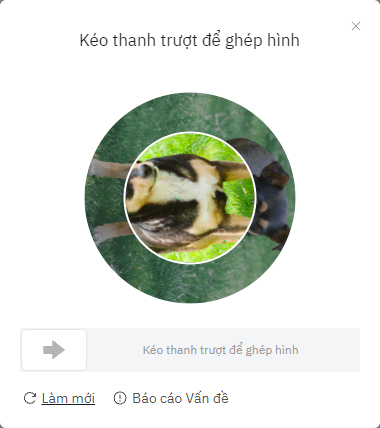 Kéo thanh trượt để ghép hình
Kéo thanh trượt để ghép hình
Làm mới
Báo cáo Vấn đề